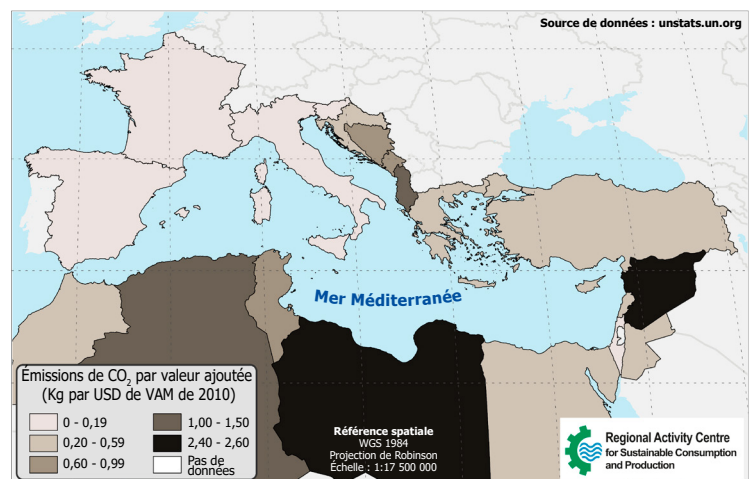 Source de données : unstats.un.org
Mer Méditerranée
Émissions de CO₂ par valeur ajoutée
(Kg par USD de VAM de 2010)
0 - 0,19
0,20 - 0,59
0,60 - 0,99
1,00 - 1,50
2,40 - 2,60
Pas de
données
Référence spatiale
WGS 1984
Projection de Robinson
Échelle : 1:17 500 000
Regional Activity Centre
for Sustainable Consumption
and Production